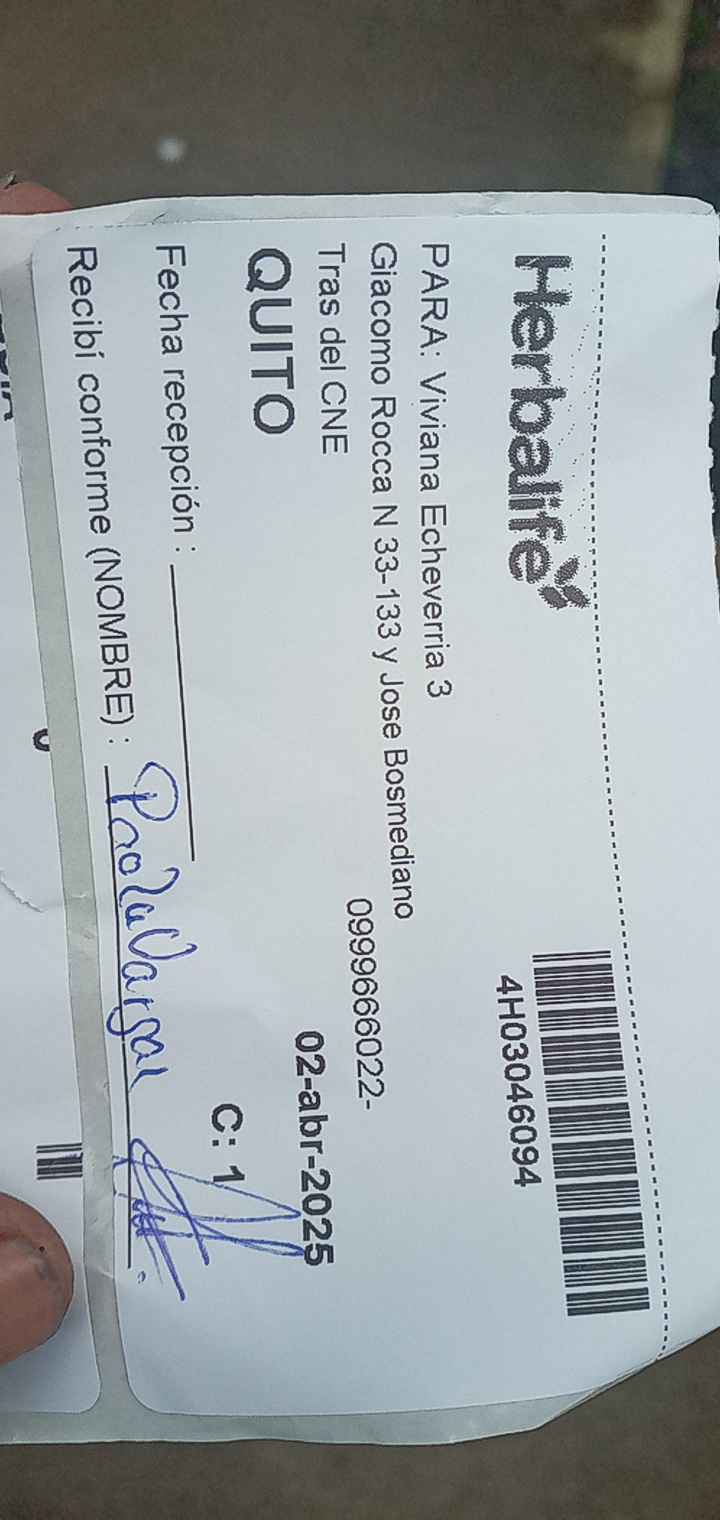 Herbalife
4H03046094
PARA: Viviana Echeverria 3
Giacomo Rocca N 33-133 y Jose Bosmediano
Tras del CNE
0999666022-
QUITO
02-abr-2025
Fecha recepción :
C: 1
Recibí conforme (NOMBRE) : Paola Vargas